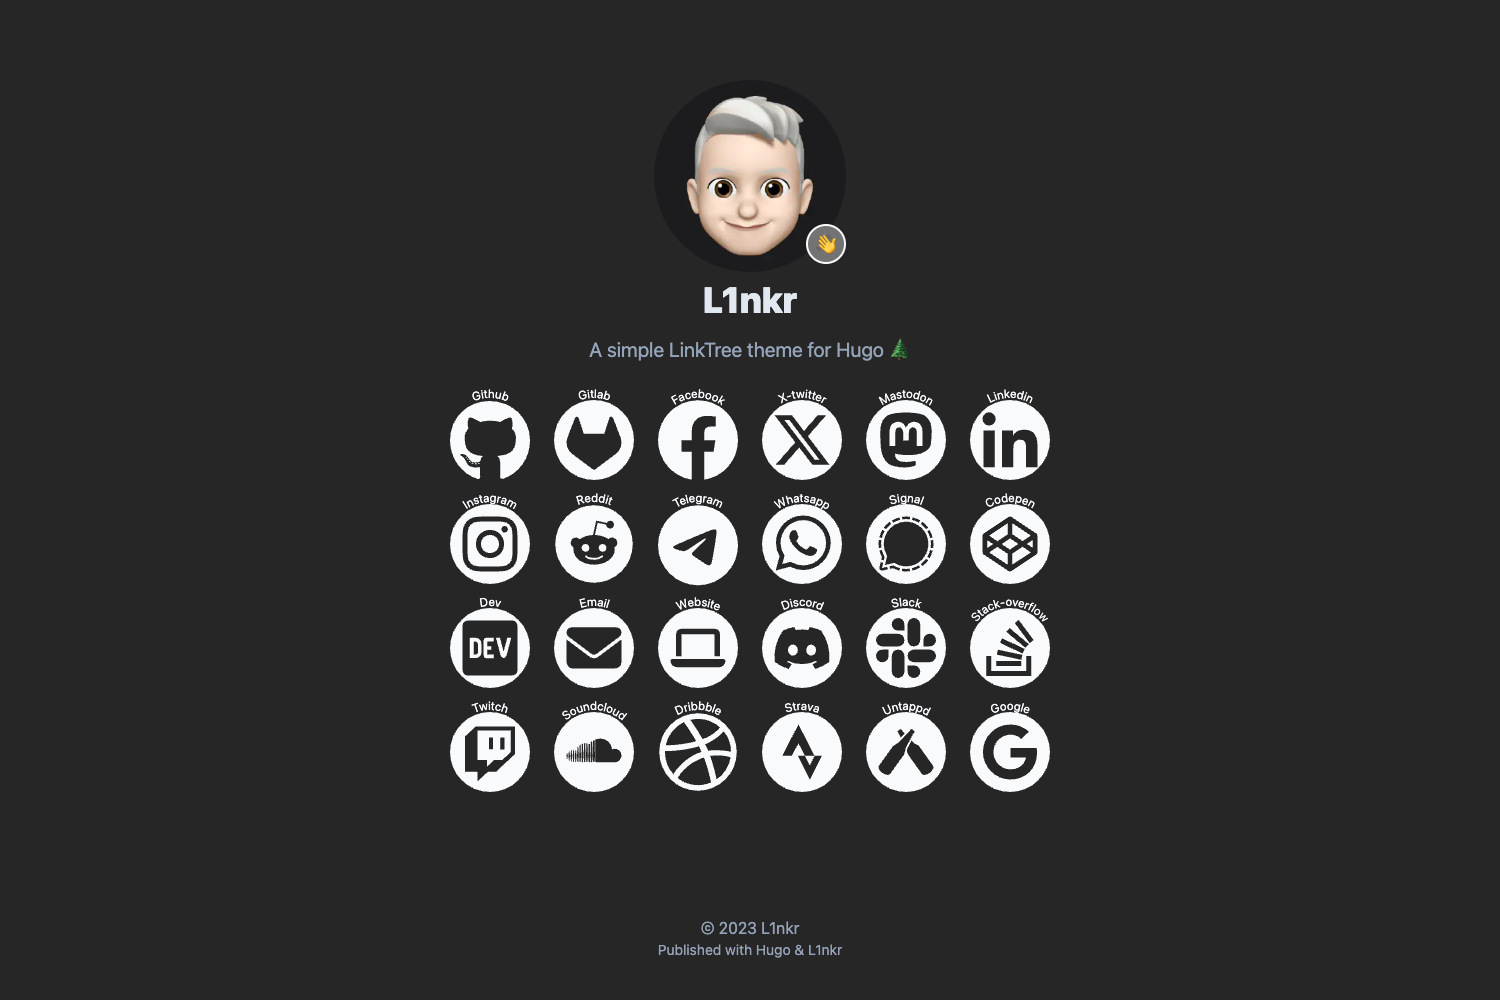 L1nkr
A simple LinkTree theme for Hugo 🌲
Github Gitlab Facebook X-twitter Mastodon Linkedin
in
Instagram Reddit Telegram Whatsapp Signal Codepen
Dev Email Website Discord Slack Stack-overflow
DEV
Twitch Soundcloud Dribbble Strava Untappd Google
© 2023 L1nkr
Published with Hugo & L1nkr